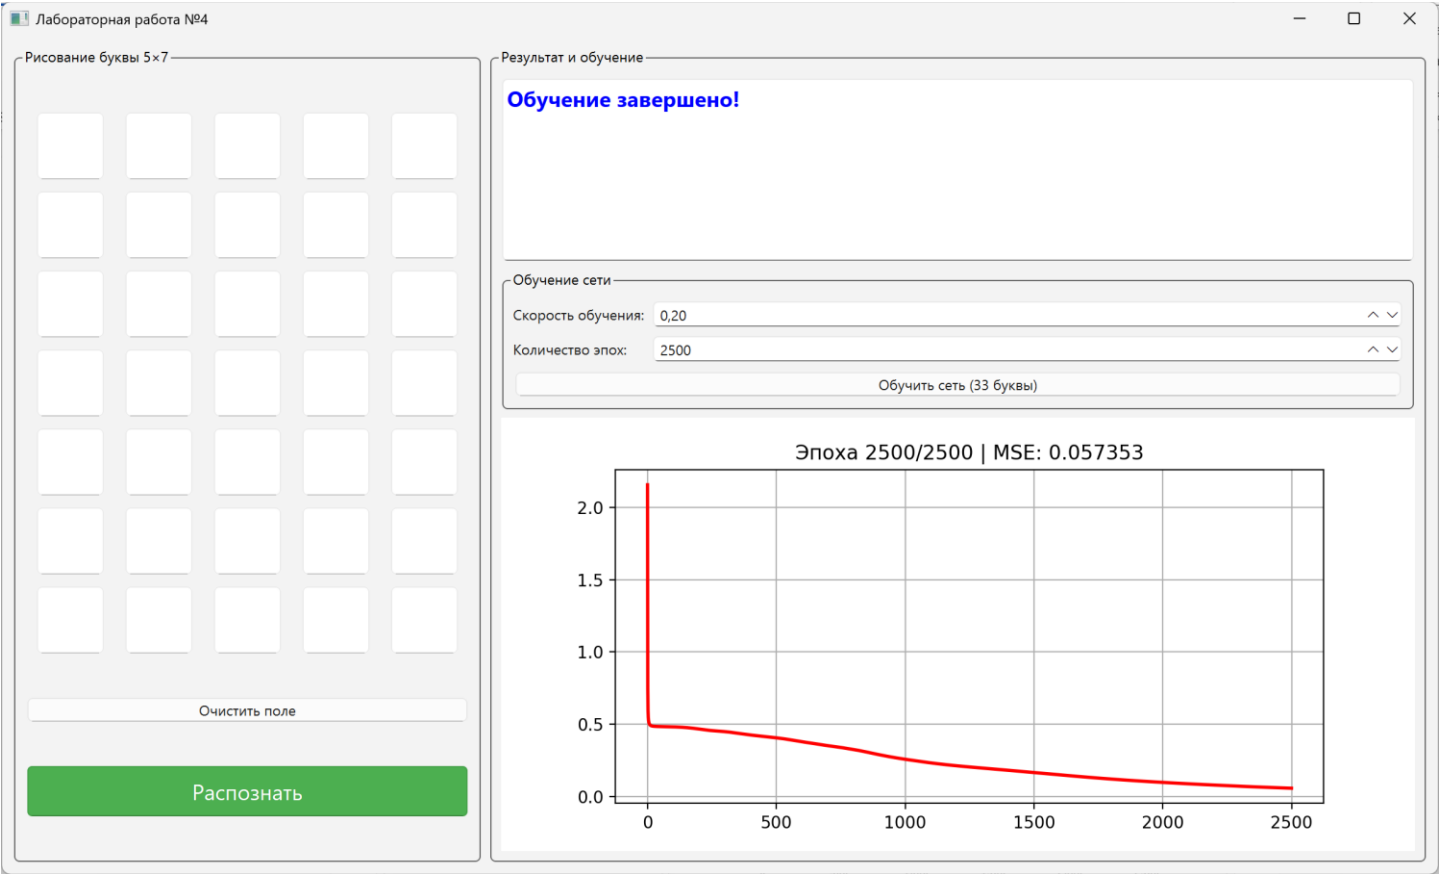 Лабораторная работа №4
Рисование буквы 5×7
Очистить поле
Распознать
Результат и обучение
Обучение завершено!
Обучение сети
Скорость обучения: 0,20
Количество эпох: 2500
Обучить сеть (33 буквы)
Эпоха 2500/2500 | MSE: 0.057353
2.0
1.5
1.0
0.5
0.0
0 500 1000 1500 2000 2500